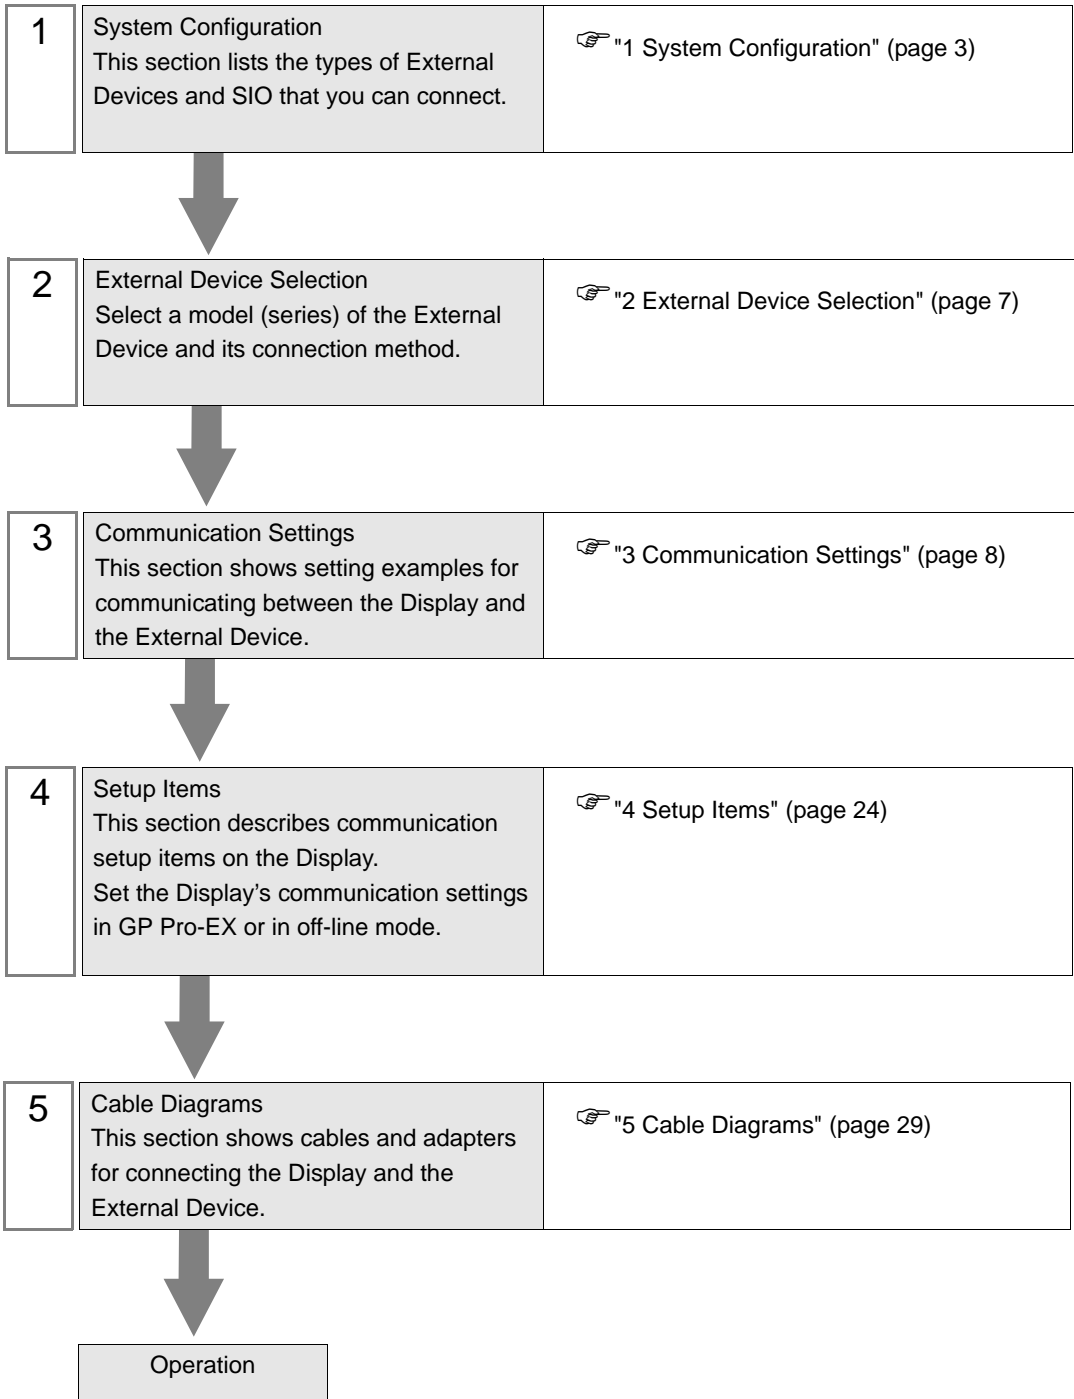 1
System Configuration
This section lists the types of External
Devices and SIO that you can connect.
"1 System Configuration" (page 3)
2
External Device Selection
Select a model (series) of the External
Device and its connection method.
"2 External Device Selection" (page 7)
3
Communication Settings
This section shows setting examples for
communicating between the Display and
the External Device.
"3 Communication Settings" (page 8)
4
Setup Items
This section describes communication
setup items on the Display.
Set the Display’s communication settings
in GP Pro-EX or in off-line mode.
"4 Setup Items" (page 24)
5
Cable Diagrams
This section shows cables and adapters
for connecting the Display and the
External Device.
"5 Cable Diagrams" (page 29)
Operation